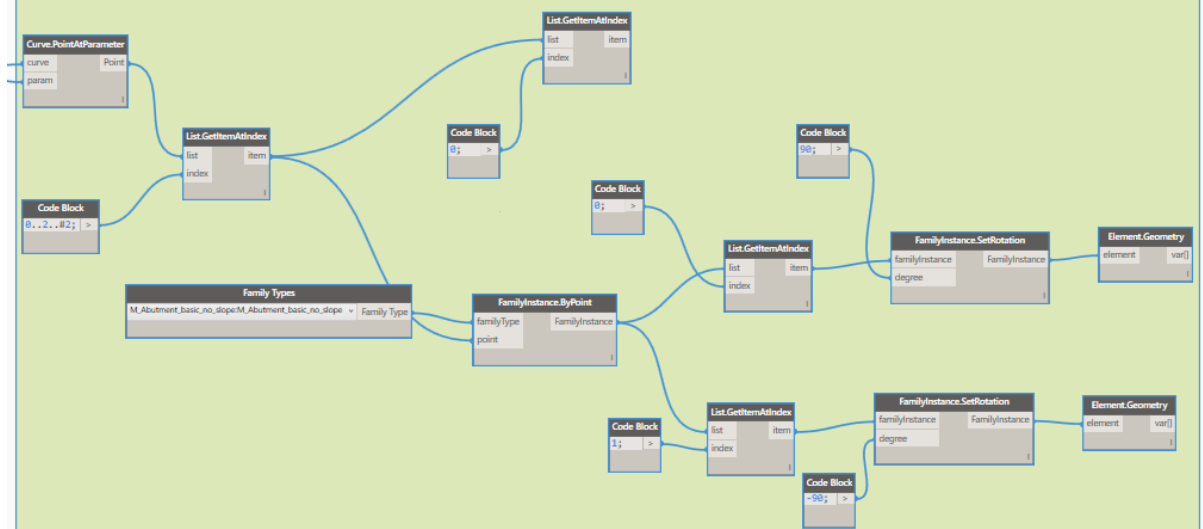 List.GetItemAtIndex
list item
index
Curve.PointAtParameter
curve Point
param
List.GetItemAtIndex
list item
index
Code Block
0; >
Code Block
90; >
Code Block
0..2..#2; >
Code Block
0; >
List.GetItemAtIndex
list item
index
FamilyInstance.SetRotation
familyInstance FamilyInstance
degree
Element.Geometry
element var[]
Family Types
M_Abutment_basic_no_slope:M_Abutment_basic_no_slope Family Type
FamilyInstance.ByPoint
familyType FamilyInstance
point
Code Block
1; >
List.GetItemAtIndex
list item
index
FamilyInstance.SetRotation
familyInstance FamilyInstance
degree
Element.Geometry
element var[]
Code Block
-90; >